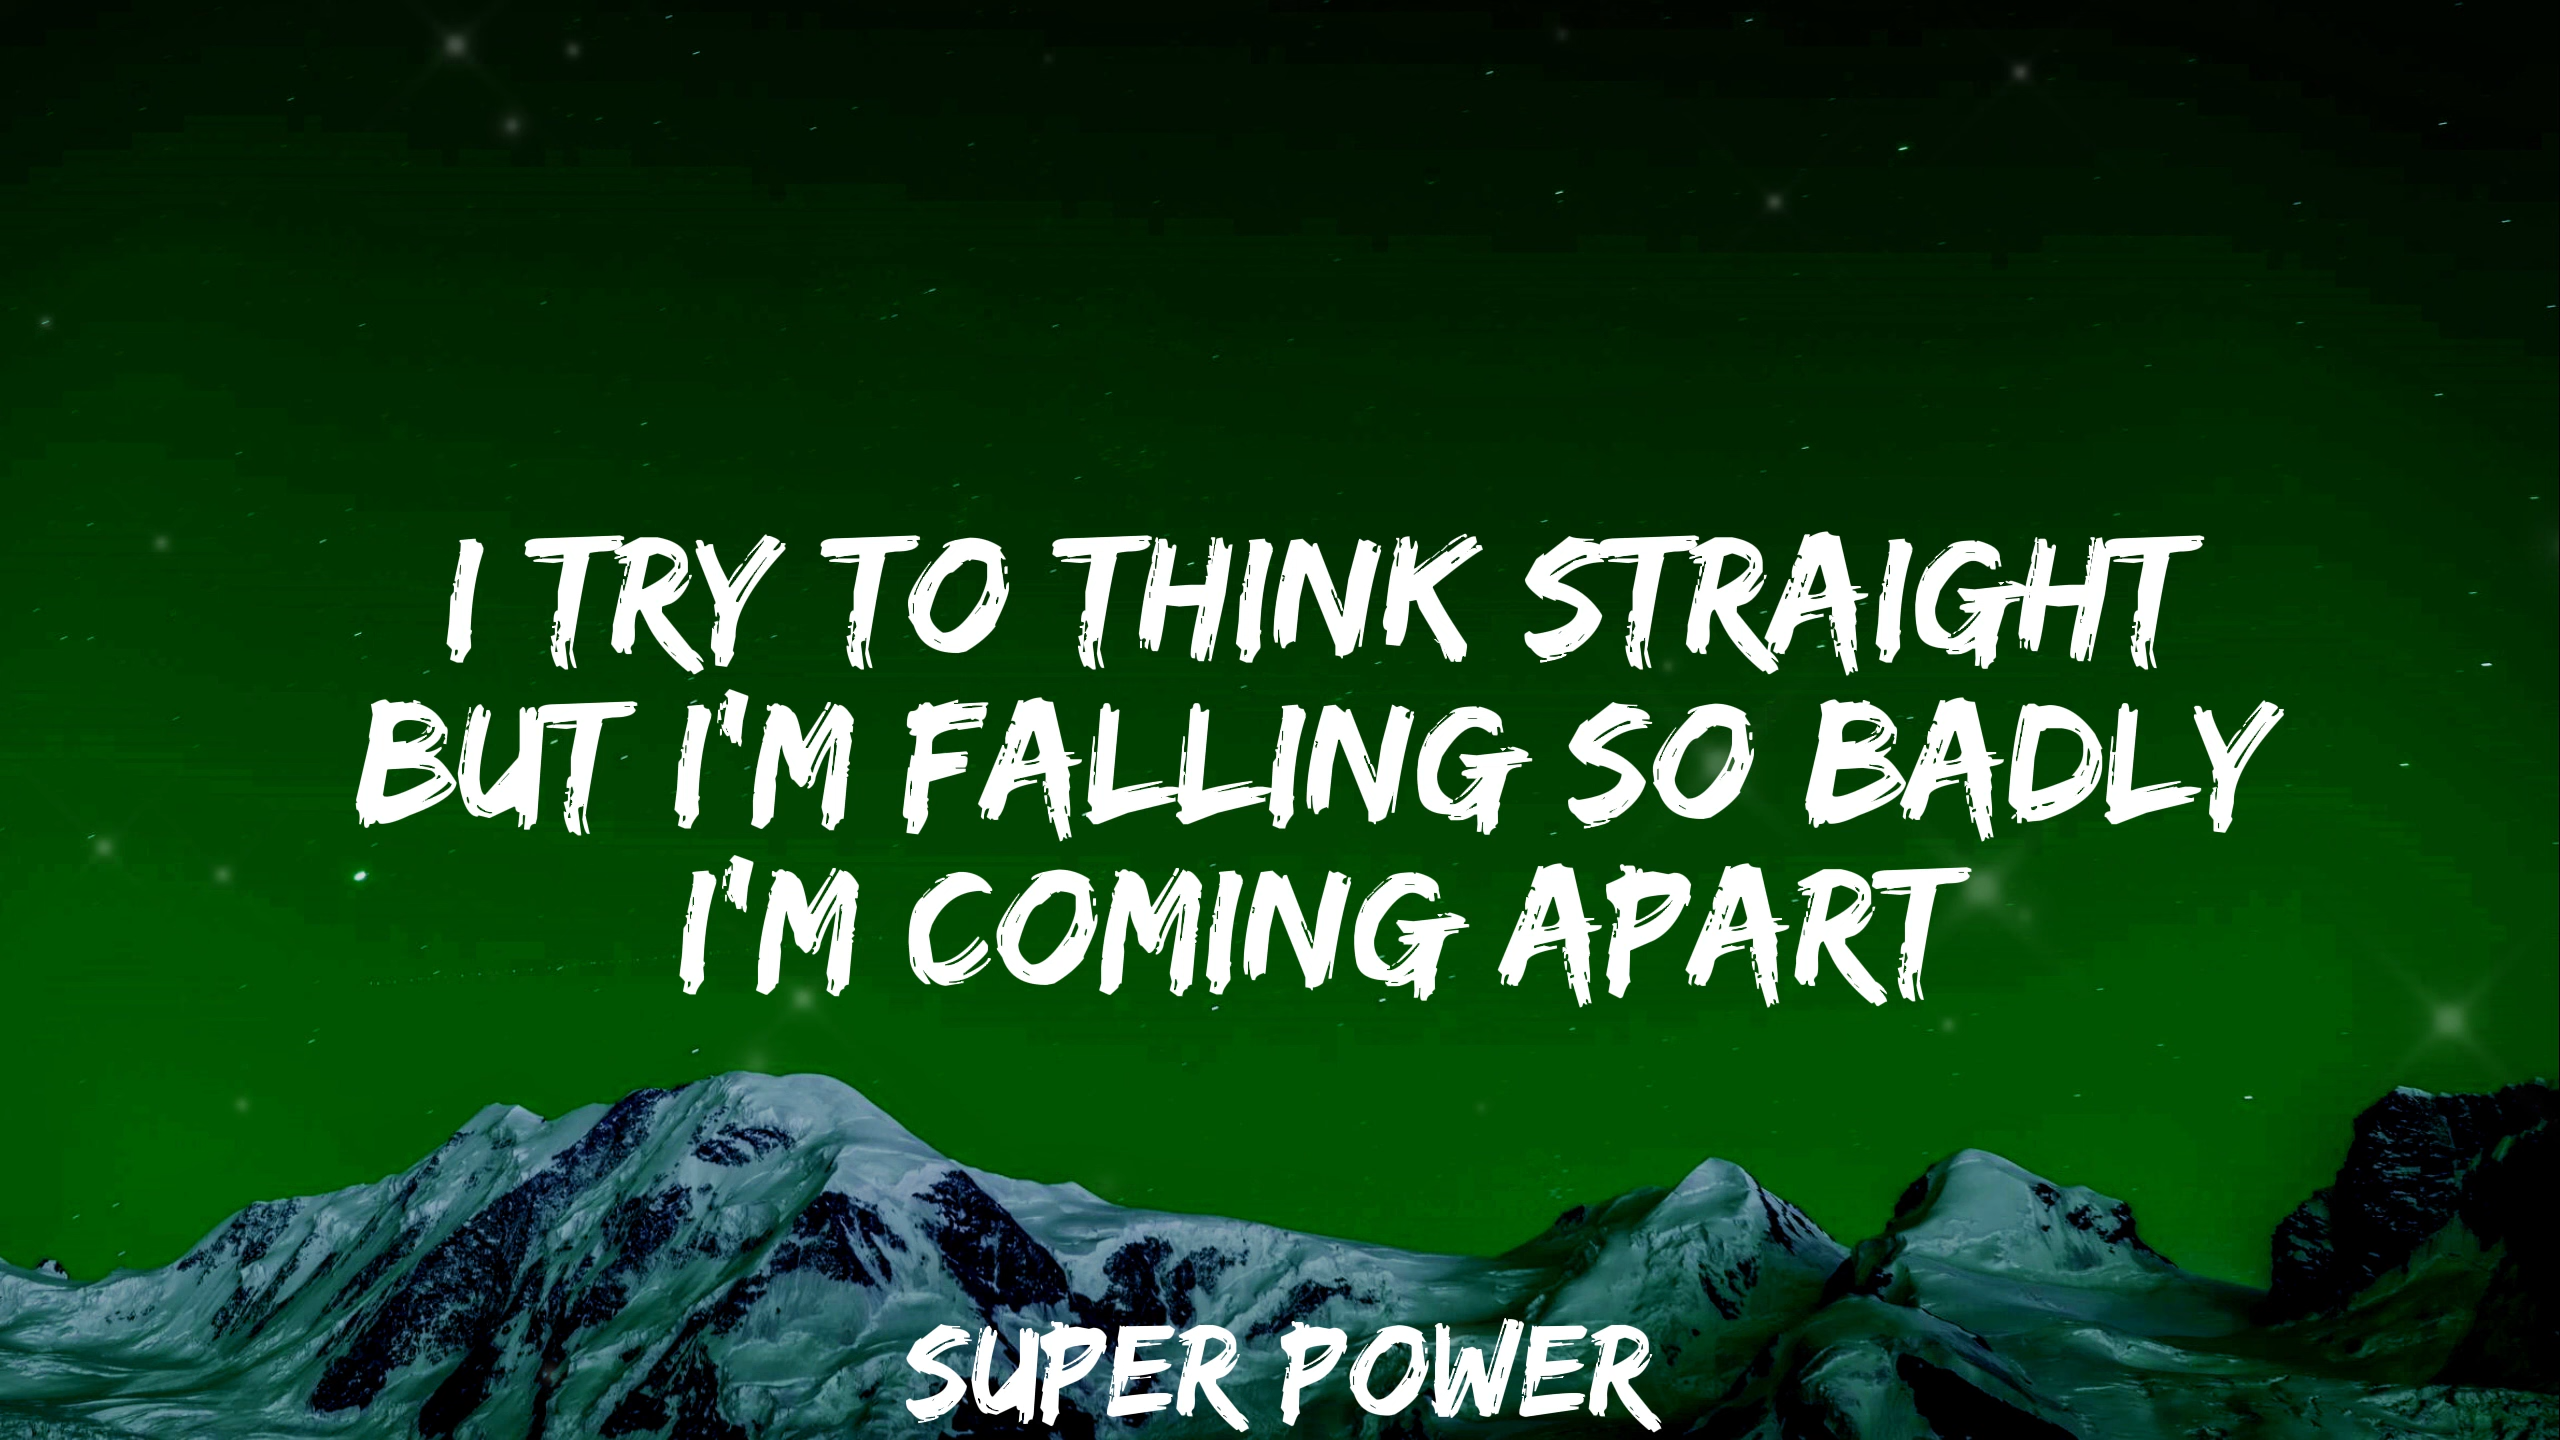 I TRY TO THINK STRAIGHT
BUT I'M FALLING SO BADLY
I'M COMING APART
SUPER POWER